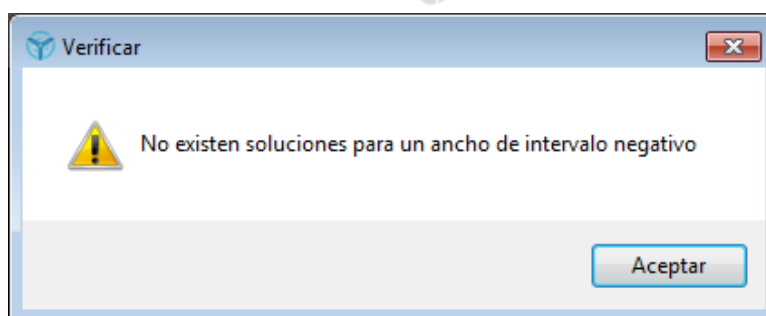 Verificar
No existen soluciones para un ancho de intervalo negativo
Aceptar